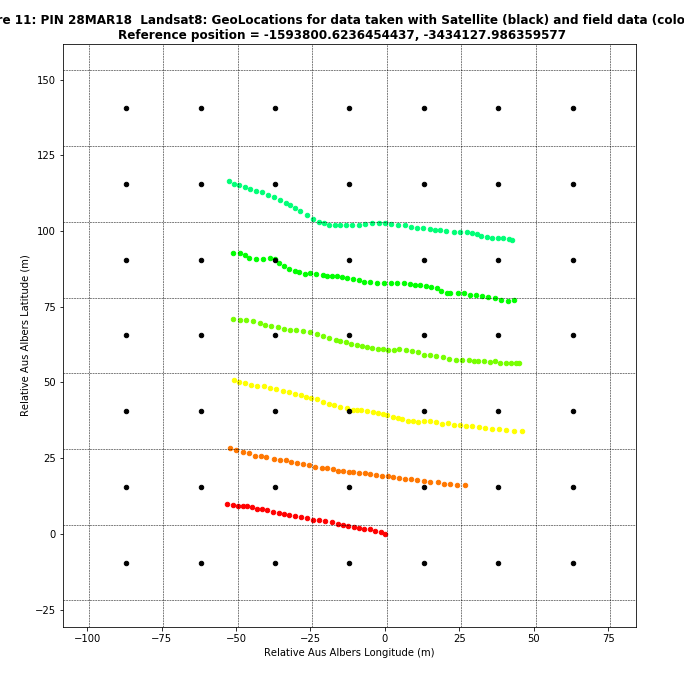 re 11: PIN 28MAR18 Landsat8: GeoLocations for data taken with Satellite (black) and field data (colo
Reference position = -1593800.6236454437, -3434127.986359577
150
125
100
75
50
25
0
−25
Relative Aus Albers Latitude (m)
−100 −75 −50 −25 0 25 50 75
Relative Aus Albers Longitude (m)